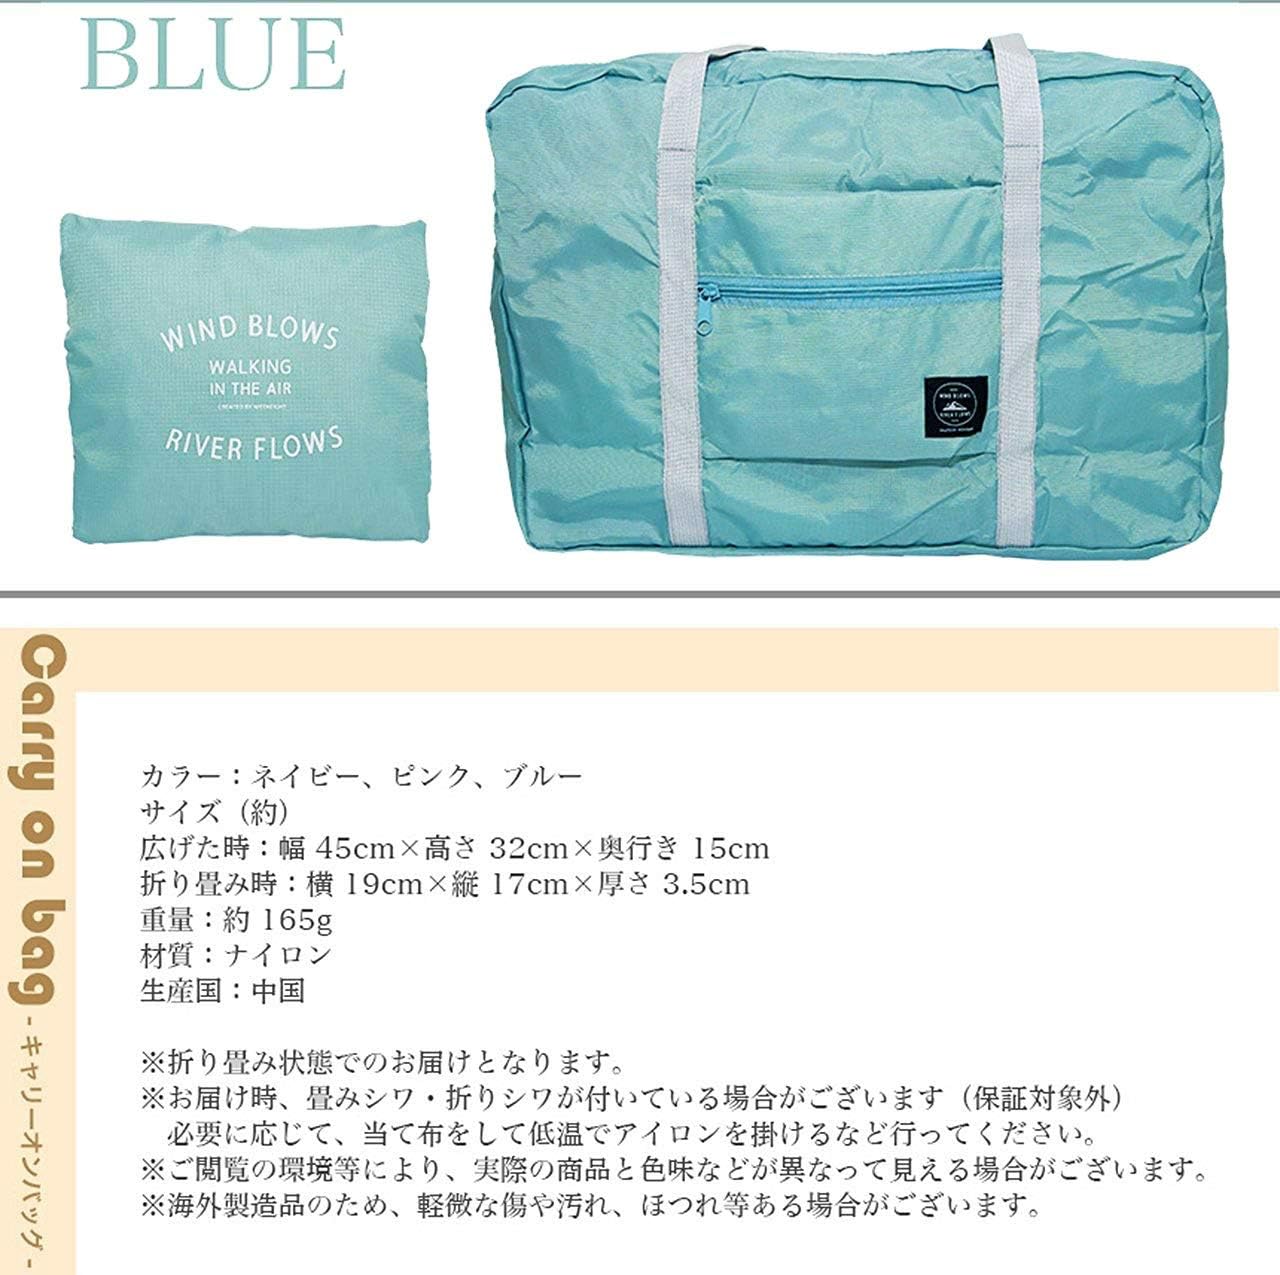 BLUE
WIND BLOWS
WALKING
IN THE AIR
RIVER FLOWS
WIND BLOWS
RIVER FLOWS
Carry on bag
- キャリーオンバッグ -
カラー：ネイビー、ピンク、ブルー
サイズ（約）
広げた時：幅 45cm×高さ 32cm×奥行き 15cm
折り畳み時：横 19cm×縦 17cm×厚さ 3.5cm
重量：約 165g
材質：ナイロン
生産国：中国
※折り畳み状態でのお届けとなります。
※お届け時、畳みシワ・折りシワが付いている場合がございます（保証対象外）
必要に応じて、当て布をして低温でアイロンを掛けるなど行ってください。
※ご閲覧の環境等により、実際の商品と色味などが異なって見える場合がございます。
※海外製造品のため、軽微な傷や汚れ、ほつれ等ある場合がございます。